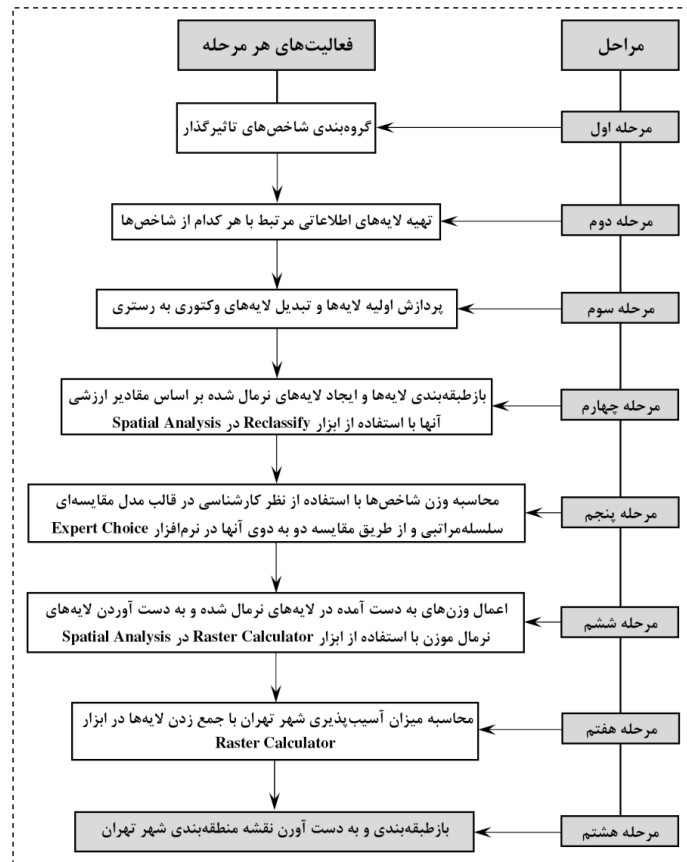 مراحل
فعالیت‌های هر مرحله
مرحله اول
گروه‌بندی شاخص‌های تاثیرگذار
مرحله دوم
تهیه لایه‌های اطلاعاتی مرتبط با هر کدام از شاخص‌ها
مرحله سوم
پردازش اولیه لایه‌ها و تبدیل لایه‌های وکتوری به رستری
مرحله چهارم
بازطبقه‌بندی لایه‌ها و ایجاد لایه‌های نرمال شده بر اساس مقادیر ارزشی
آنها با استفاده از ابزار Reclassify در Spatial Analysis
مرحله پنجم
محاسبه وزن شاخص‌ها با استفاده از نظر کارشناسی در قالب مدل مقایسه‌ای
سلسله‌مراتبی و از طریق مقایسه دو به دوی آنها در نرم‌افزار Expert Choice
مرحله ششم
اعمال وزن‌های به دست آمده در لایه‌های نرمال شده و به دست آوردن لایه‌های
نرمال موزن با استفاده از ابزار Raster Calculator در Spatial Analysis
مرحله هفتم
محاسبه میزان آسیب‌پذیری شهر تهران با جمع زدن لایه‌ها در ابزار
Raster Calculator
مرحله هشتم
بازطبقه‌بندی و به دست آورن نقشه منطقه‌بندی شهر تهران